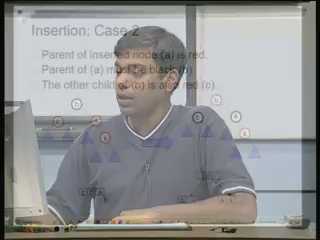 Insertion: Case 2
Parent of inserted node (a) is red.
Parent of (a) must be black (b)
The other child of (b) is also red (c).